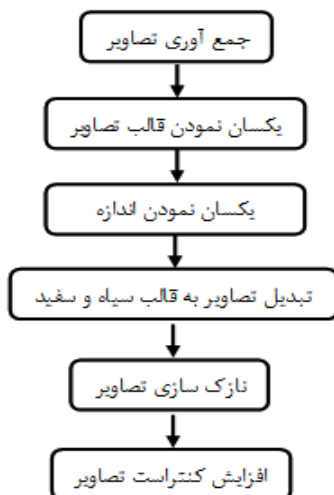 جمع آوری تصاویر
یکسان نمودن قالب تصاویر
یکسان نمودن اندازه
تبدیل تصاویر به قالب سیاه و سفید
نازک سازی تصاویر
افزایش کنتراست تصاویر